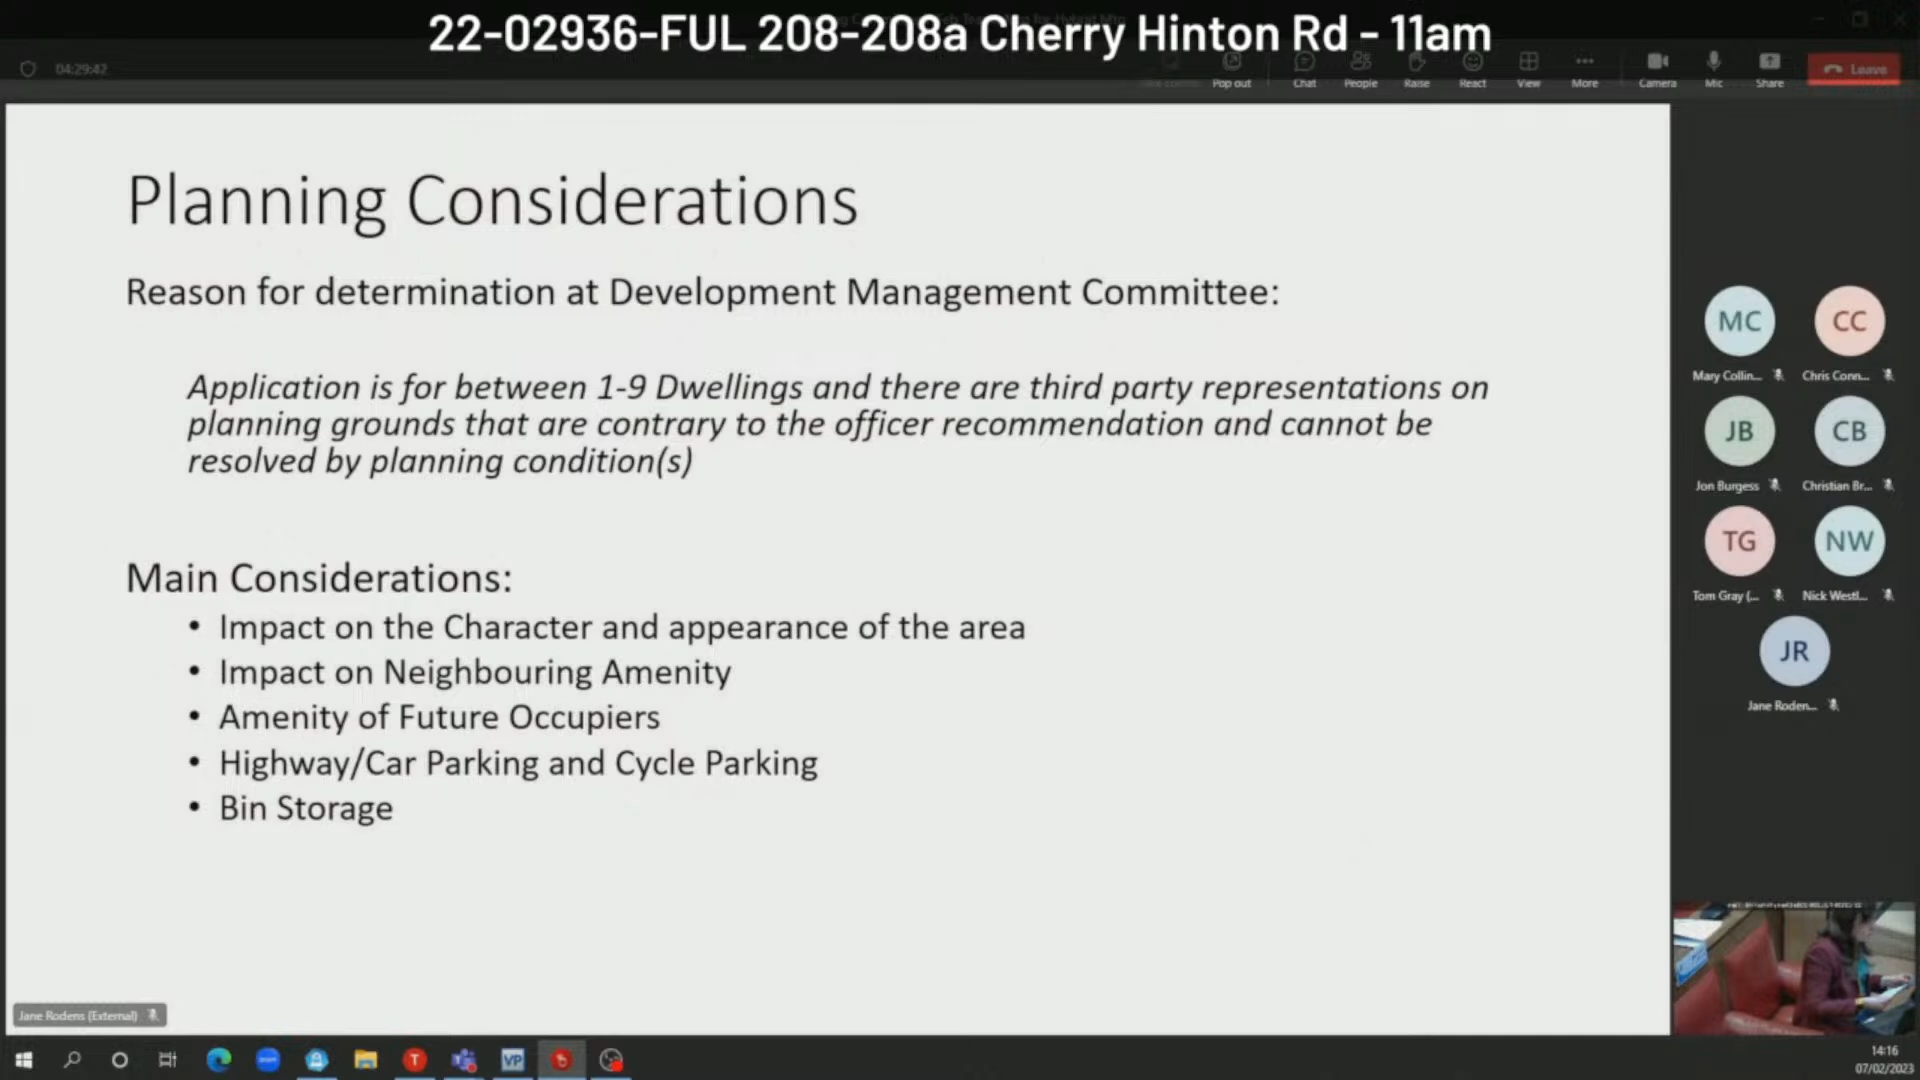 22-02936-FUL 208-208a Cherry Hinton Rd - 11am
04:29:42
Pop out Chat People Raise React View More Camera Mic Share Leave
Planning Considerations
Reason for determination at Development Management Committee:
Application is for between 1-9 Dwellings and there are third party representations on
planning grounds that are contrary to the officer recommendation and cannot be
resolved by planning condition(s)
Main Considerations:
• Impact on the Character and appearance of the area
• Impact on Neighbouring Amenity
• Amenity of Future Occupiers
• Highway/Car Parking and Cycle Parking
• Bin Storage
MC CC
Mary Collin... Chris Conn...
JB CB
Jon Burgess Christian Br...
TG NW
Tom Gray (... Nick Westl...
JR
Jane Roden...
Jane Rodens (External)
zoom T VP
14:16
07/02/2023